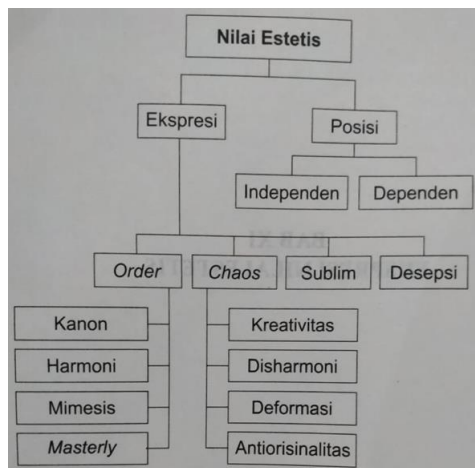 Nilai Estetis
Ekspresi
Posisi
Independen
Dependen
Order
Chaos
Sublim
Desepsi
Kanon
Kreativitas
Harmoni
Disharmoni
Mimesis
Deformasi
Masterly
Antiorisinalitas